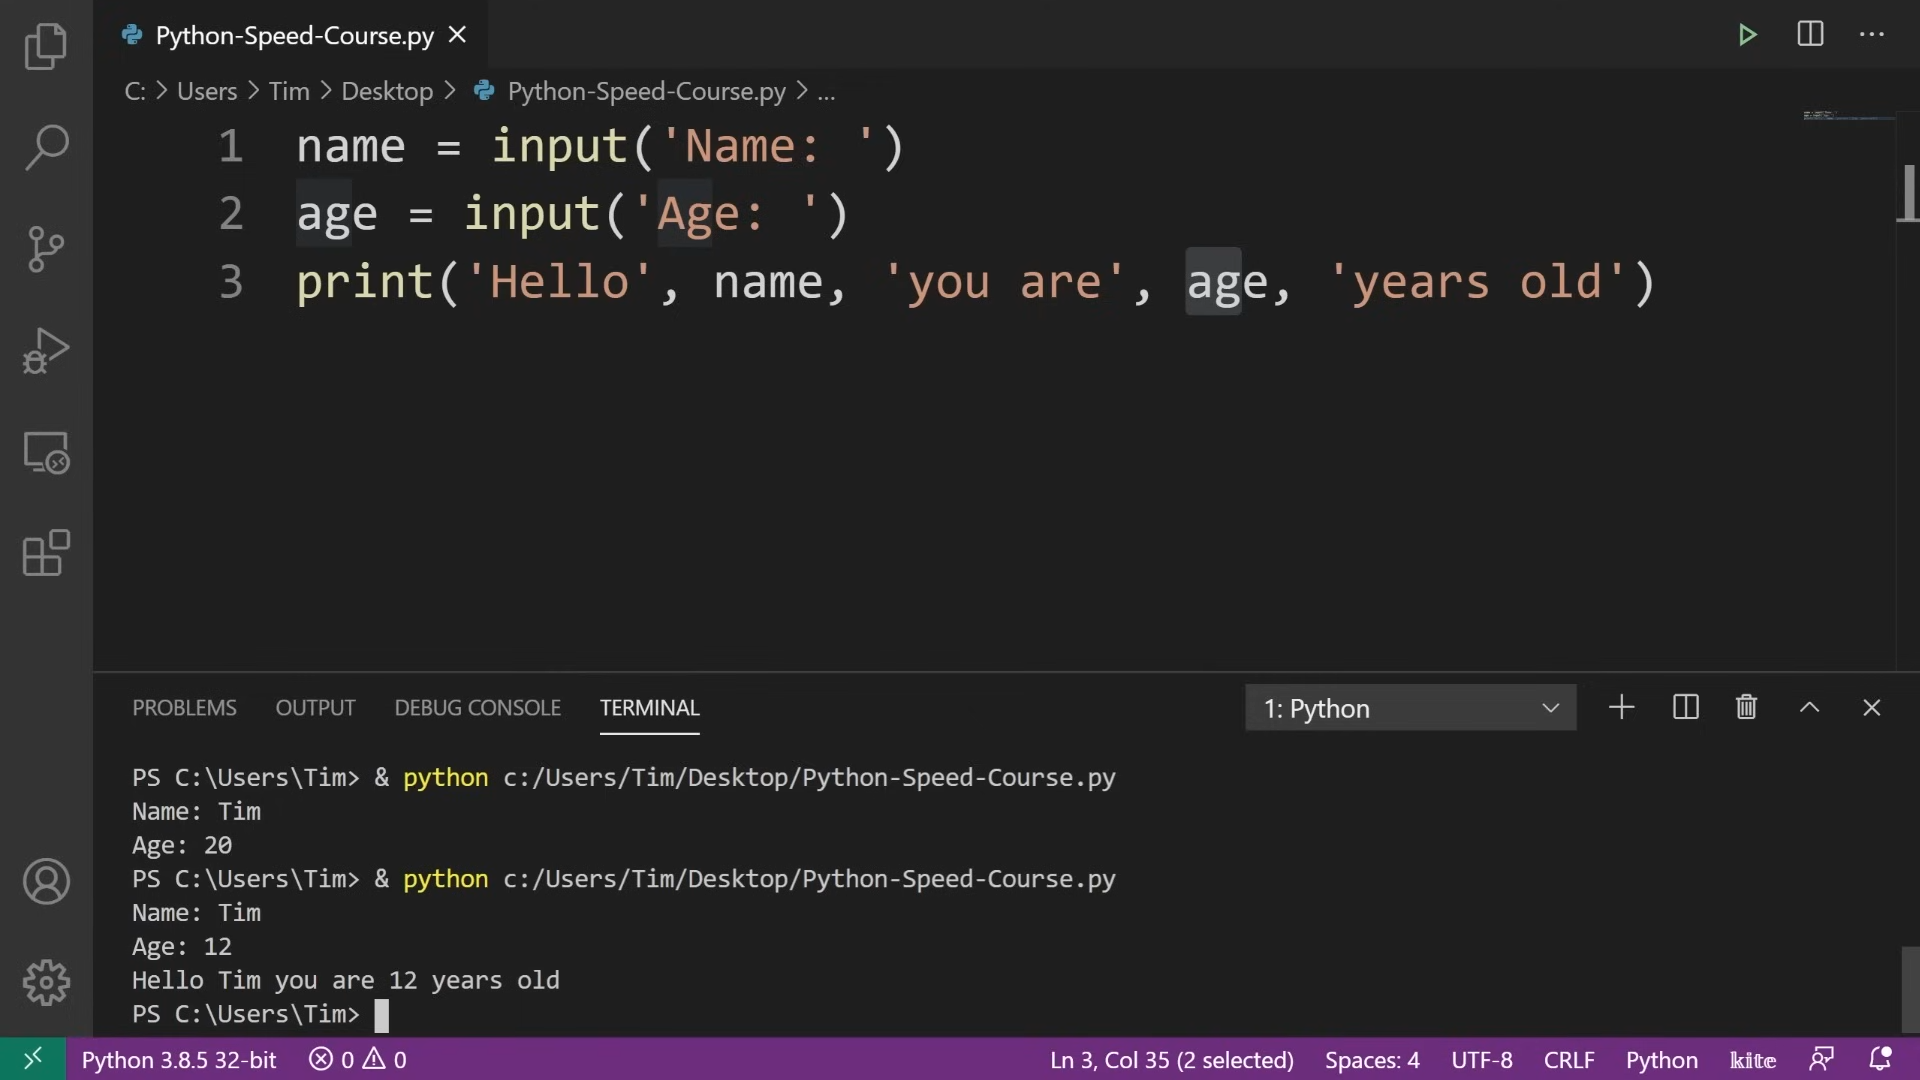 Python-Speed-Course.py
C: > Users > Tim > Desktop > Python-Speed-Course.py > ...
1 name = input('Name: ')
2 age = input('Age: ')
3 print('Hello', name, 'you are', age, 'years old')
PROBLEMS OUTPUT DEBUG CONSOLE TERMINAL 1: Python
PS C:\Users\Tim> & python c:/Users/Tim/Desktop/Python-Speed-Course.py
Name: Tim
Age: 20
PS C:\Users\Tim> & python c:/Users/Tim/Desktop/Python-Speed-Course.py
Name: Tim
Age: 12
Hello Tim you are 12 years old
PS C:\Users\Tim>
Python 3.8.5 32-bit 0 0 Ln 3, Col 35 (2 selected) Spaces: 4 UTF-8 CRLF Python kite